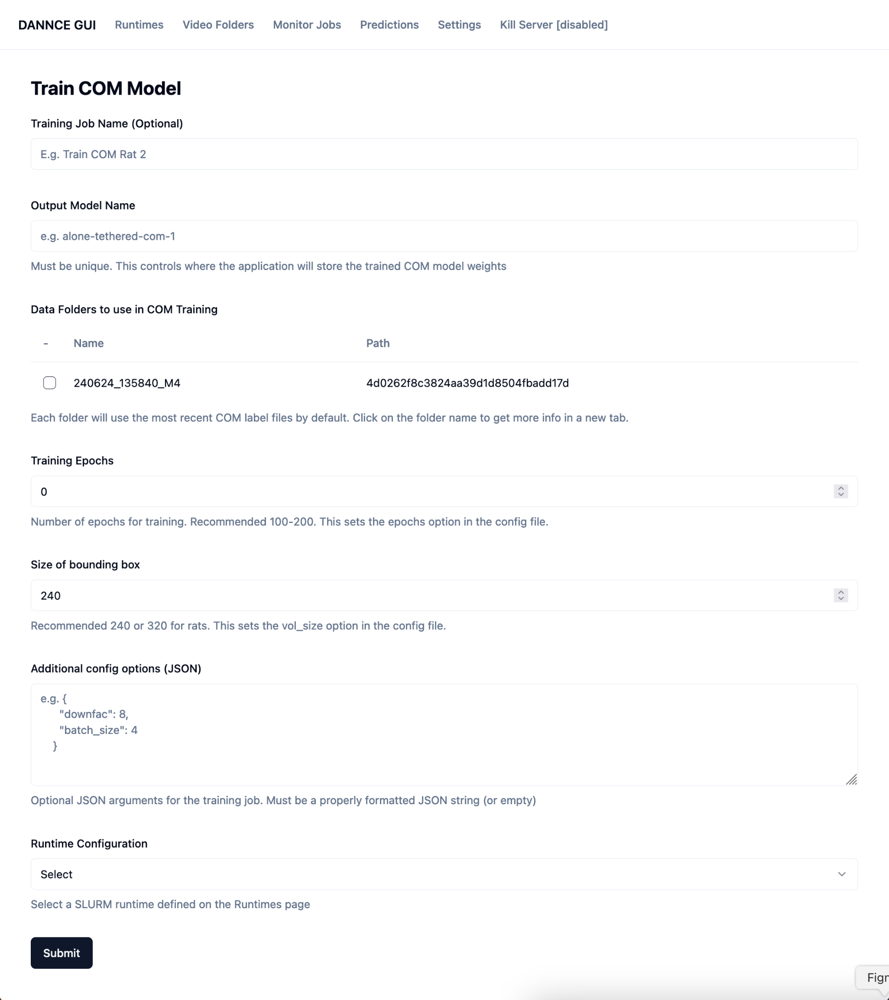 DANNCE GUI Runtimes Video Folders Monitor Jobs Predictions Settings Kill Server [disabled]
Train COM Model
Training Job Name (Optional)
E.g. Train COM Rat 2
Output Model Name
e.g. alone-tethered-com-1
Must be unique. This controls where the application will store the trained COM model weights
Data Folders to use in COM Training
- Name Path
240624_135840_M4 4d0262f8c3824aa39d1d8504fbadd17d
Each folder will use the most recent COM label files by default. Click on the folder name to get more info in a new tab.
Training Epochs
0
Number of epochs for training. Recommended 100-200. This sets the epochs option in the config file.
Size of bounding box
240
Recommended 240 or 320 for rats. This sets the vol_size option in the config file.
Additional config options (JSON)
e.g. {
"downfac": 8,
"batch_size": 4
}
Optional JSON arguments for the training job. Must be a properly formatted JSON string (or empty)
Runtime Configuration
Select
Select a SLURM runtime defined on the Runtimes page
Submit